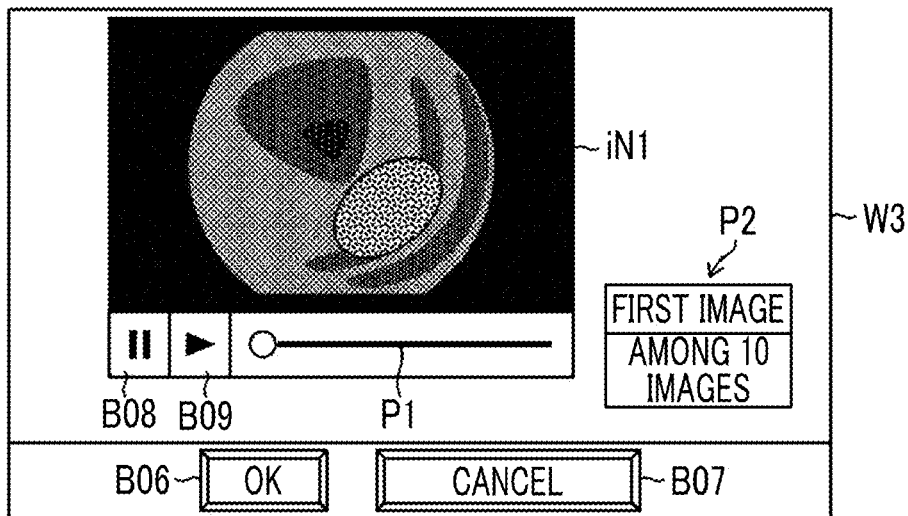 iN1
P2
W3
FIRST IMAGE
AMONG 10
IMAGES
B08
B09
P1
B06
OK
CANCEL
B07